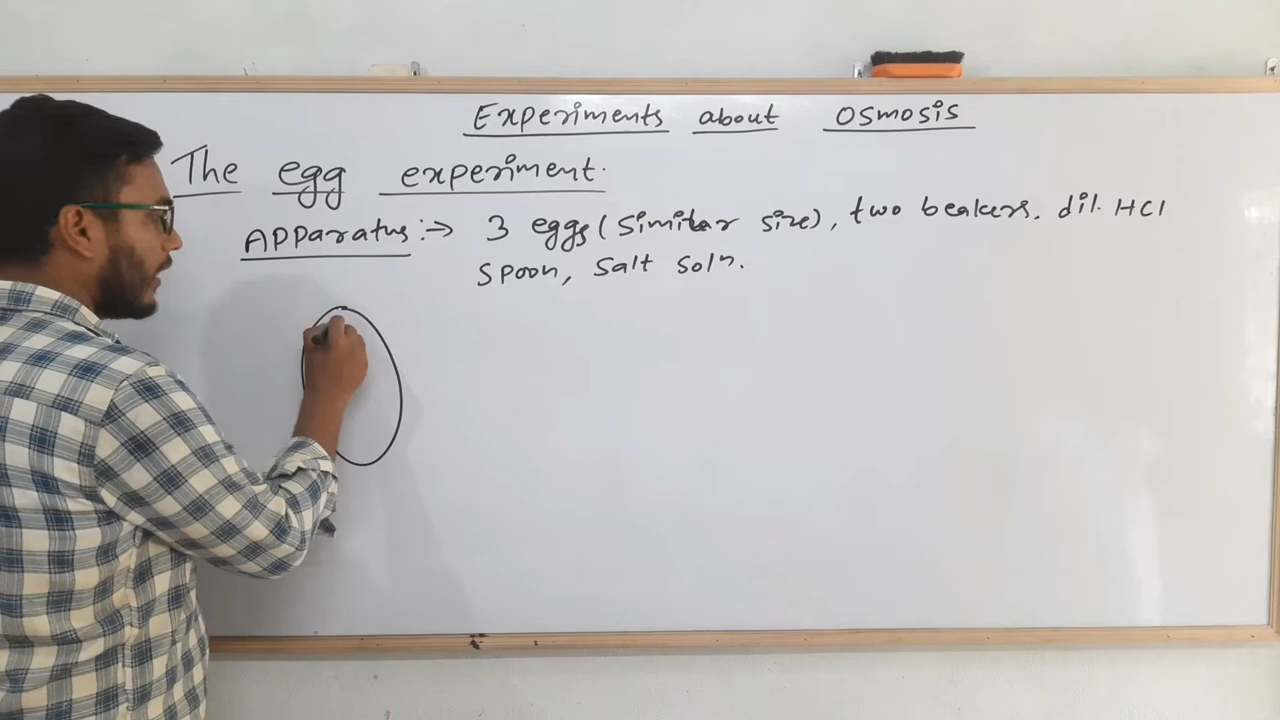 Experiments about osmosis
The egg experiment.
Apparatus :→ 3 eggs (similar size), two beakers, dil. HCl
spoon, salt soln.